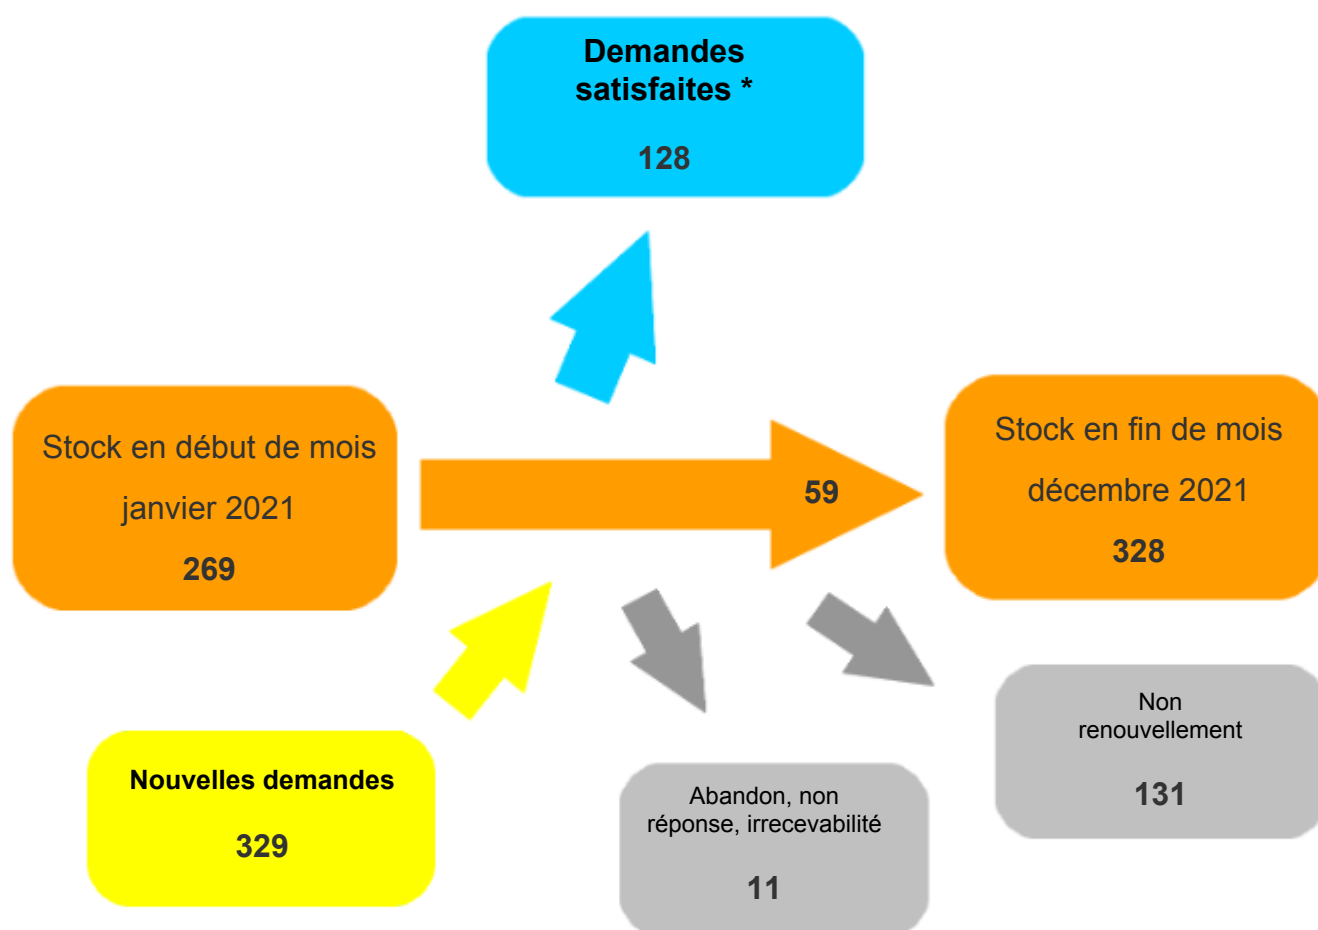 Demandes
satisfaites *
128
Stock en début de mois
janvier 2021
269
59
Stock en fin de mois
décembre 2021
328
Nouvelles demandes
329
Abandon, non
réponse, irrecevabilité
11
Non
renouvellement
131